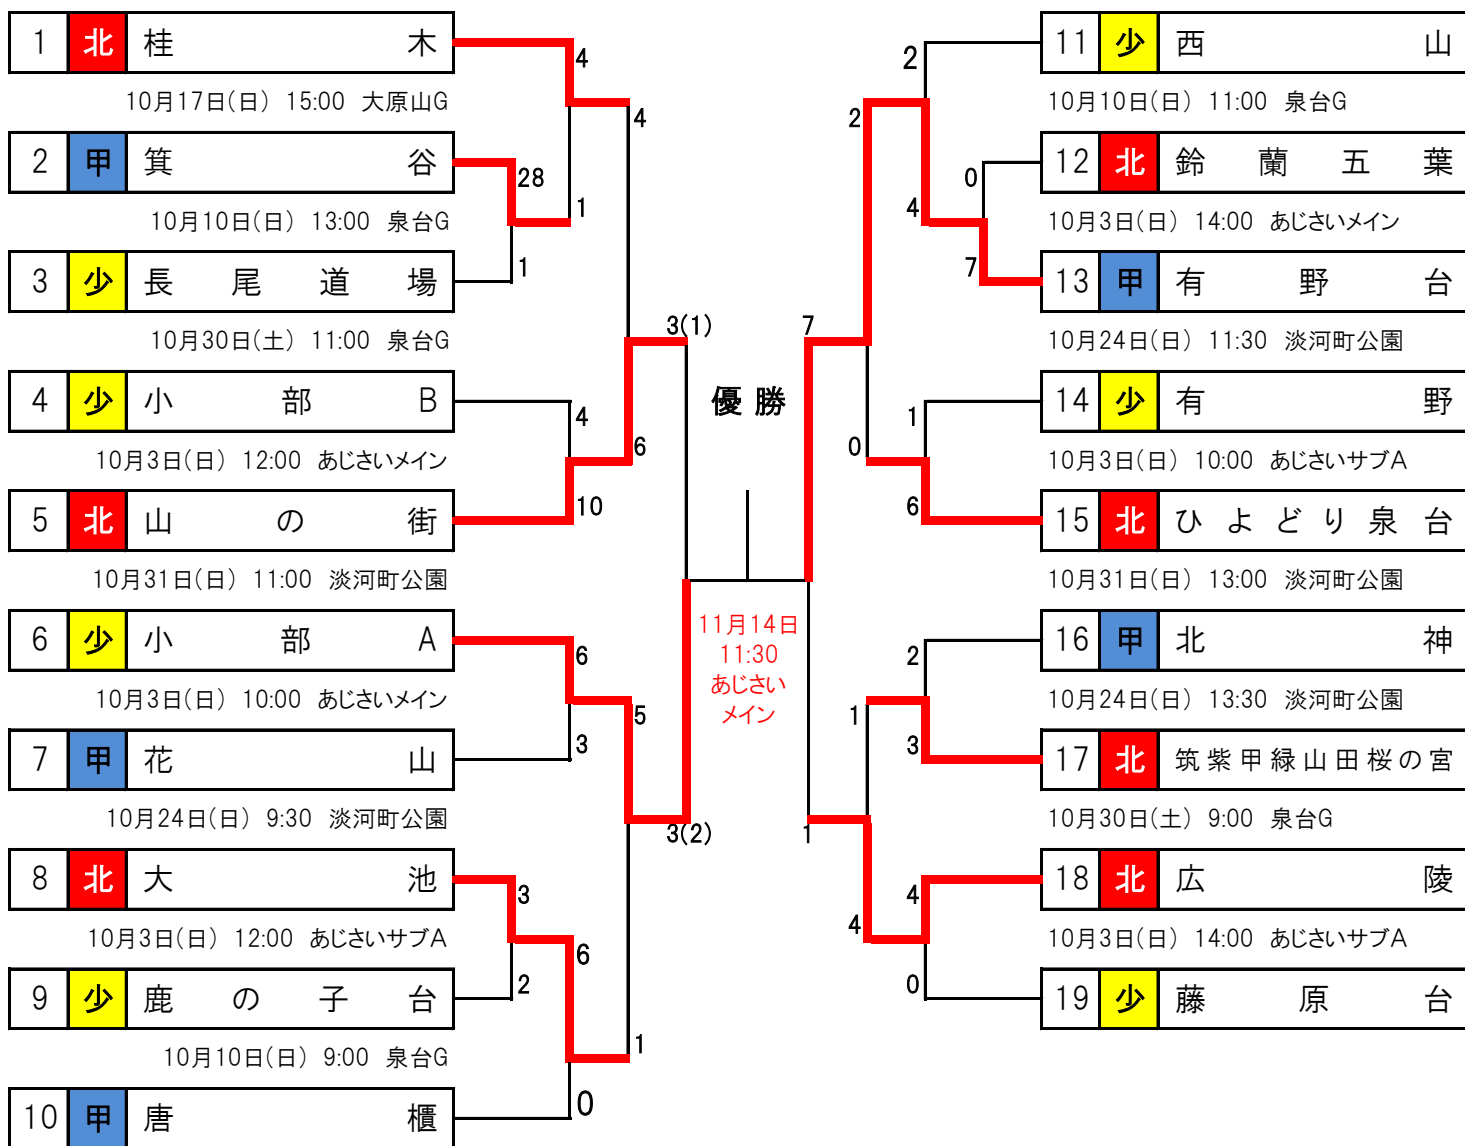 1 北 桂木
4
10月17日(日) 15:00 大原山G
4
2 甲 箕谷
28
10月10日(日) 13:00 泉台G
1
3 少 長尾道場
1
10月30日(土) 11:00 泉台G
3(1)
4 少 小部B
4
10月3日(日) 12:00 あじさいメイン
6
5 北 山の街
10
10月31日(日) 11:00 淡河町公園
6 少 小部A
6
10月3日(日) 10:00 あじさいメイン
5
7 甲 花山
3
10月24日(日) 9:30 淡河町公園
3(2)
8 北 大池
3
10月3日(日) 12:00 あじさいサブA
6
9 少 鹿の子台
2
10月10日(日) 9:00 泉台G
1
10 甲 唐櫃
0
優勝
11月14日
11:30
あじさい
メイン
11 少 西山
2
10月10日(日) 11:00 泉台G
2
12 北 鈴蘭五葉
0
10月3日(日) 14:00 あじさいメイン
4
13 甲 有野台
7
10月24日(日) 11:30 淡河町公園
7
14 少 有野
1
10月3日(日) 10:00 あじさいサブA
0
15 北 ひよどり泉台
6
10月31日(日) 13:00 淡河町公園
16 甲 北神
2
10月24日(日) 13:30 淡河町公園
1
17 北 筑紫甲緑山田桜の宮
3
10月30日(土) 9:00 泉台G
1
18 北 広陵
4
10月3日(日) 14:00 あじさいサブA
4
19 少 藤原台
0